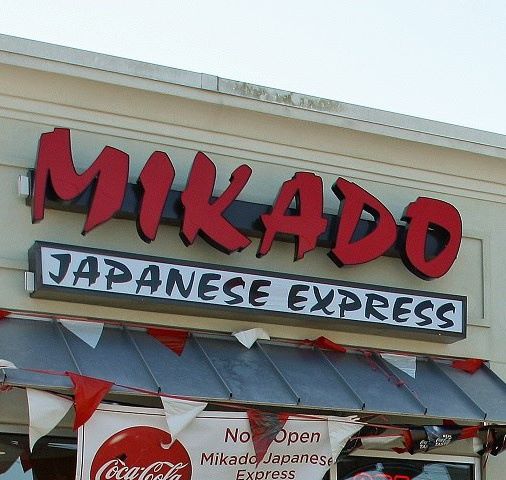 MIKADO
JAPANESE EXPRESS
Now Open
Coca-Cola
Mikado Japanese
Express